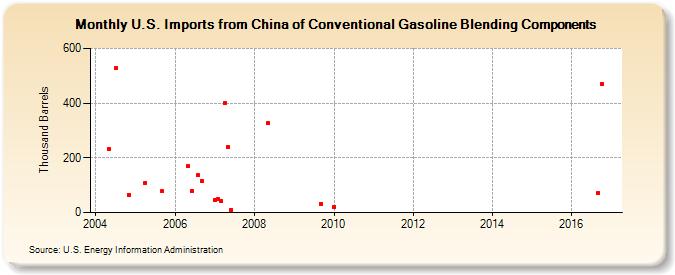 Monthly U.S. Imports from China of Conventional Gasoline Blending Components
Thousand Barrels
600
400
200
0
2004 2006 2008 2010 2012 2014 2016
Source: U.S. Energy Information Administration